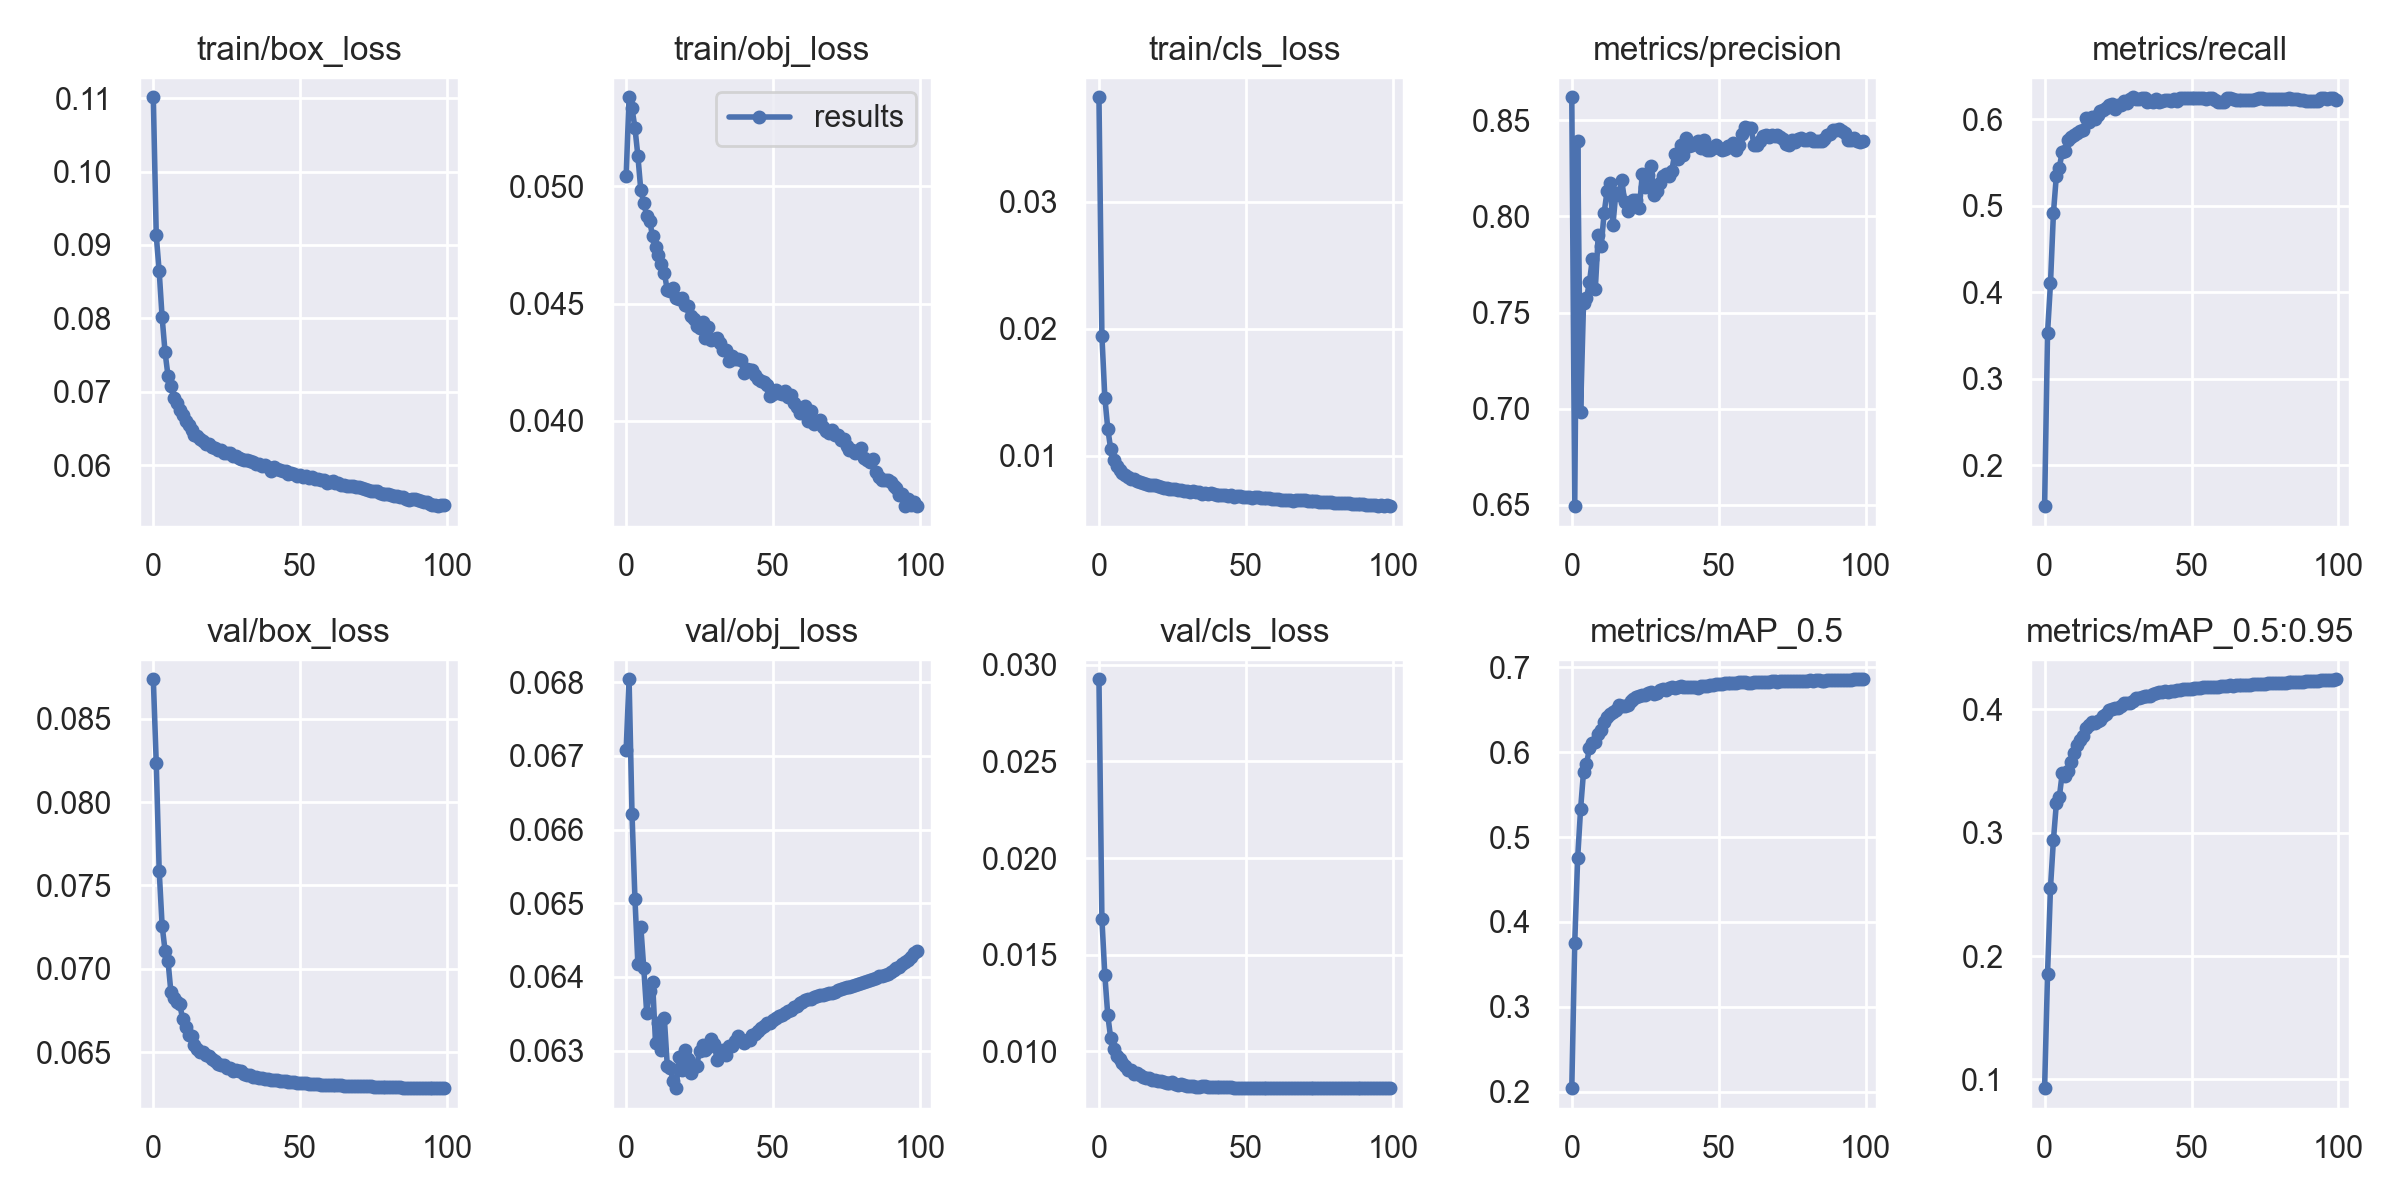 train/box_loss
train/obj_loss
train/cls_loss
metrics/precision
metrics/recall
0.11
0.10
0.09
0.08
0.07
0.06
0 50 100
results
0.050
0.045
0.040
0 50 100
0.03
0.02
0.01
0 50 100
0.85
0.80
0.75
0.70
0.65
0 50 100
0.6
0.5
0.4
0.3
0.2
0 50 100
val/box_loss
val/obj_loss
val/cls_loss
metrics/mAP_0.5
metrics/mAP_0.5:0.95
0.085
0.080
0.075
0.070
0.065
0 50 100
0.068
0.067
0.066
0.065
0.064
0.063
0 50 100
0.030
0.025
0.020
0.015
0.010
0 50 100
0.7
0.6
0.5
0.4
0.3
0.2
0 50 100
0.4
0.3
0.2
0.1
0 50 100